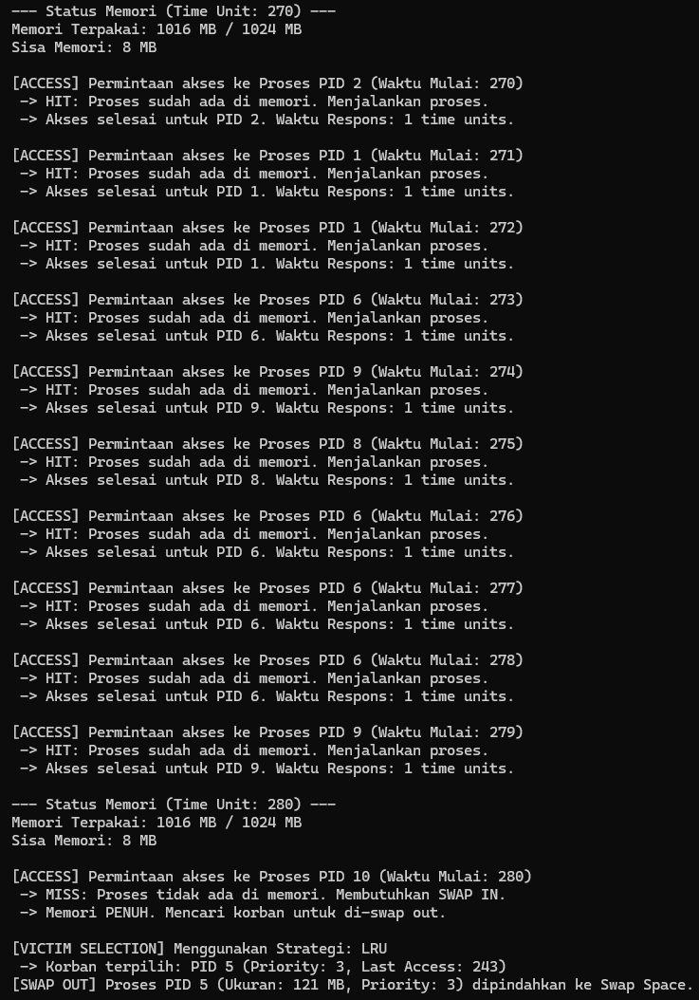 --- Status Memori (Time Unit: 270) ---
Memori Terpakai: 1016 MB / 1024 MB
Sisa Memori: 8 MB

[ACCESS] Permintaan akses ke Proses PID 2 (Waktu Mulai: 270)
 -> HIT: Proses sudah ada di memori. Menjalankan proses.
 -> Akses selesai untuk PID 2. Waktu Respons: 1 time units.

[ACCESS] Permintaan akses ke Proses PID 1 (Waktu Mulai: 271)
 -> HIT: Proses sudah ada di memori. Menjalankan proses.
 -> Akses selesai untuk PID 1. Waktu Respons: 1 time units.

[ACCESS] Permintaan akses ke Proses PID 1 (Waktu Mulai: 272)
 -> HIT: Proses sudah ada di memori. Menjalankan proses.
 -> Akses selesai untuk PID 1. Waktu Respons: 1 time units.

[ACCESS] Permintaan akses ke Proses PID 6 (Waktu Mulai: 273)
 -> HIT: Proses sudah ada di memori. Menjalankan proses.
 -> Akses selesai untuk PID 6. Waktu Respons: 1 time units.

[ACCESS] Permintaan akses ke Proses PID 9 (Waktu Mulai: 274)
 -> HIT: Proses sudah ada di memori. Menjalankan proses.
 -> Akses selesai untuk PID 9. Waktu Respons: 1 time units.

[ACCESS] Permintaan akses ke Proses PID 8 (Waktu Mulai: 275)
 -> HIT: Proses sudah ada di memori. Menjalankan proses.
 -> Akses selesai untuk PID 8. Waktu Respons: 1 time units.

[ACCESS] Permintaan akses ke Proses PID 6 (Waktu Mulai: 276)
 -> HIT: Proses sudah ada di memori. Menjalankan proses.
 -> Akses selesai untuk PID 6. Waktu Respons: 1 time units.

[ACCESS] Permintaan akses ke Proses PID 6 (Waktu Mulai: 277)
 -> HIT: Proses sudah ada di memori. Menjalankan proses.
 -> Akses selesai untuk PID 6. Waktu Respons: 1 time units.

[ACCESS] Permintaan akses ke Proses PID 6 (Waktu Mulai: 278)
 -> HIT: Proses sudah ada di memori. Menjalankan proses.
 -> Akses selesai untuk PID 6. Waktu Respons: 1 time units.

[ACCESS] Permintaan akses ke Proses PID 9 (Waktu Mulai: 279)
 -> HIT: Proses sudah ada di memori. Menjalankan proses.
 -> Akses selesai untuk PID 9. Waktu Respons: 1 time units.

--- Status Memori (Time Unit: 280) ---
Memori Terpakai: 1016 MB / 1024 MB
Sisa Memori: 8 MB

[ACCESS] Permintaan akses ke Proses PID 10 (Waktu Mulai: 280)
 -> MISS: Proses tidak ada di memori. Membutuhkan SWAP IN.
 -> Memori PENUH. Mencari korban untuk di-swap out.

[VICTIM SELECTION] Menggunakan Strategi: LRU
 -> Korban terpilih: PID 5 (Priority: 3, Last Access: 243)
[SWAP OUT] Proses PID 5 (Ukuran: 121 MB, Priority: 3) dipindahkan ke Swap Space.